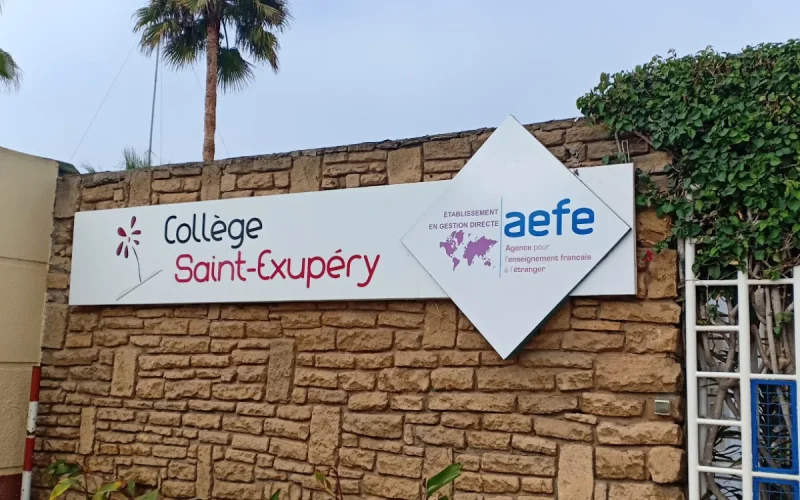 Collège
Saint-Exupéry
ÉTABLISSEMENT
EN GESTION DIRECTE
aefe
Agence pour
l'enseignement français
à l'étranger